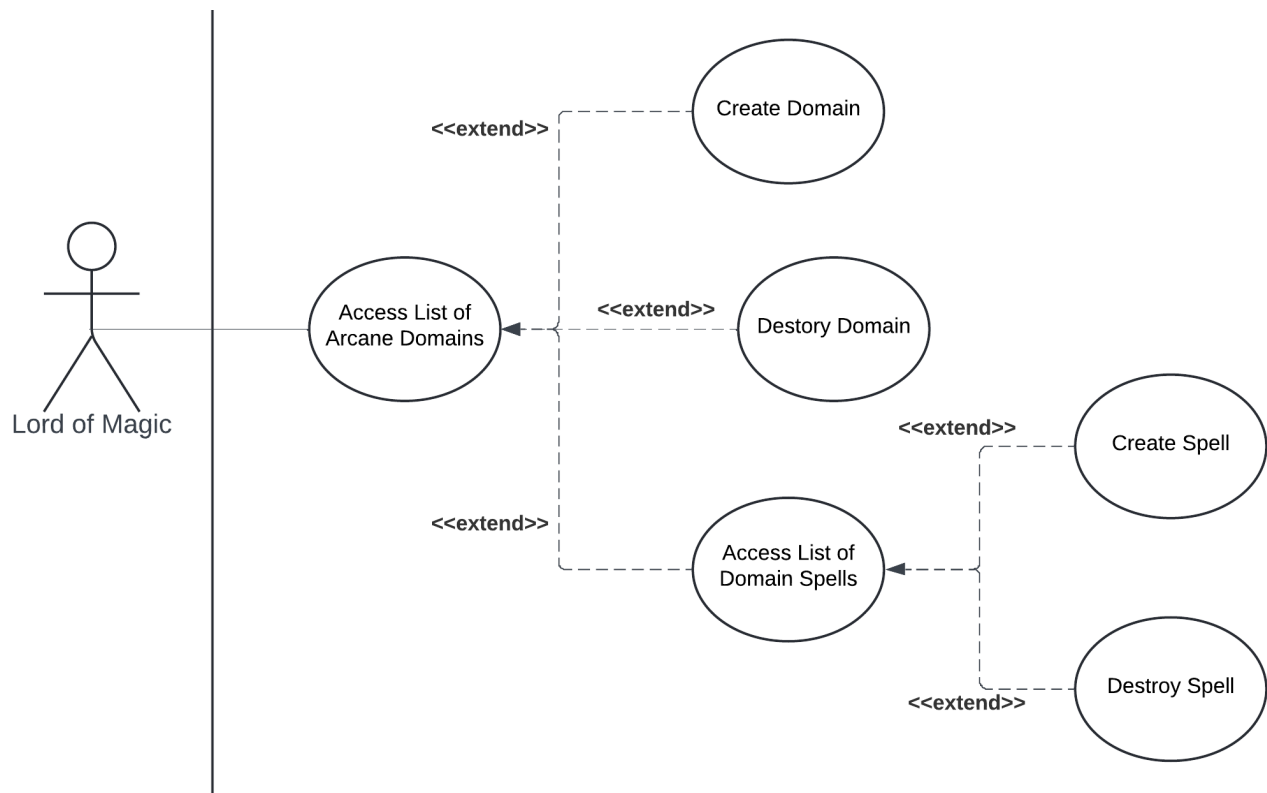 Create Domain
<<extend>>
<<extend>>
Access List of
Arcane Domains
Destory Domain
Lord of Magic
<<extend>>
Create Spell
<<extend>>
Access List of
Domain Spells
Destroy Spell
<<extend>>